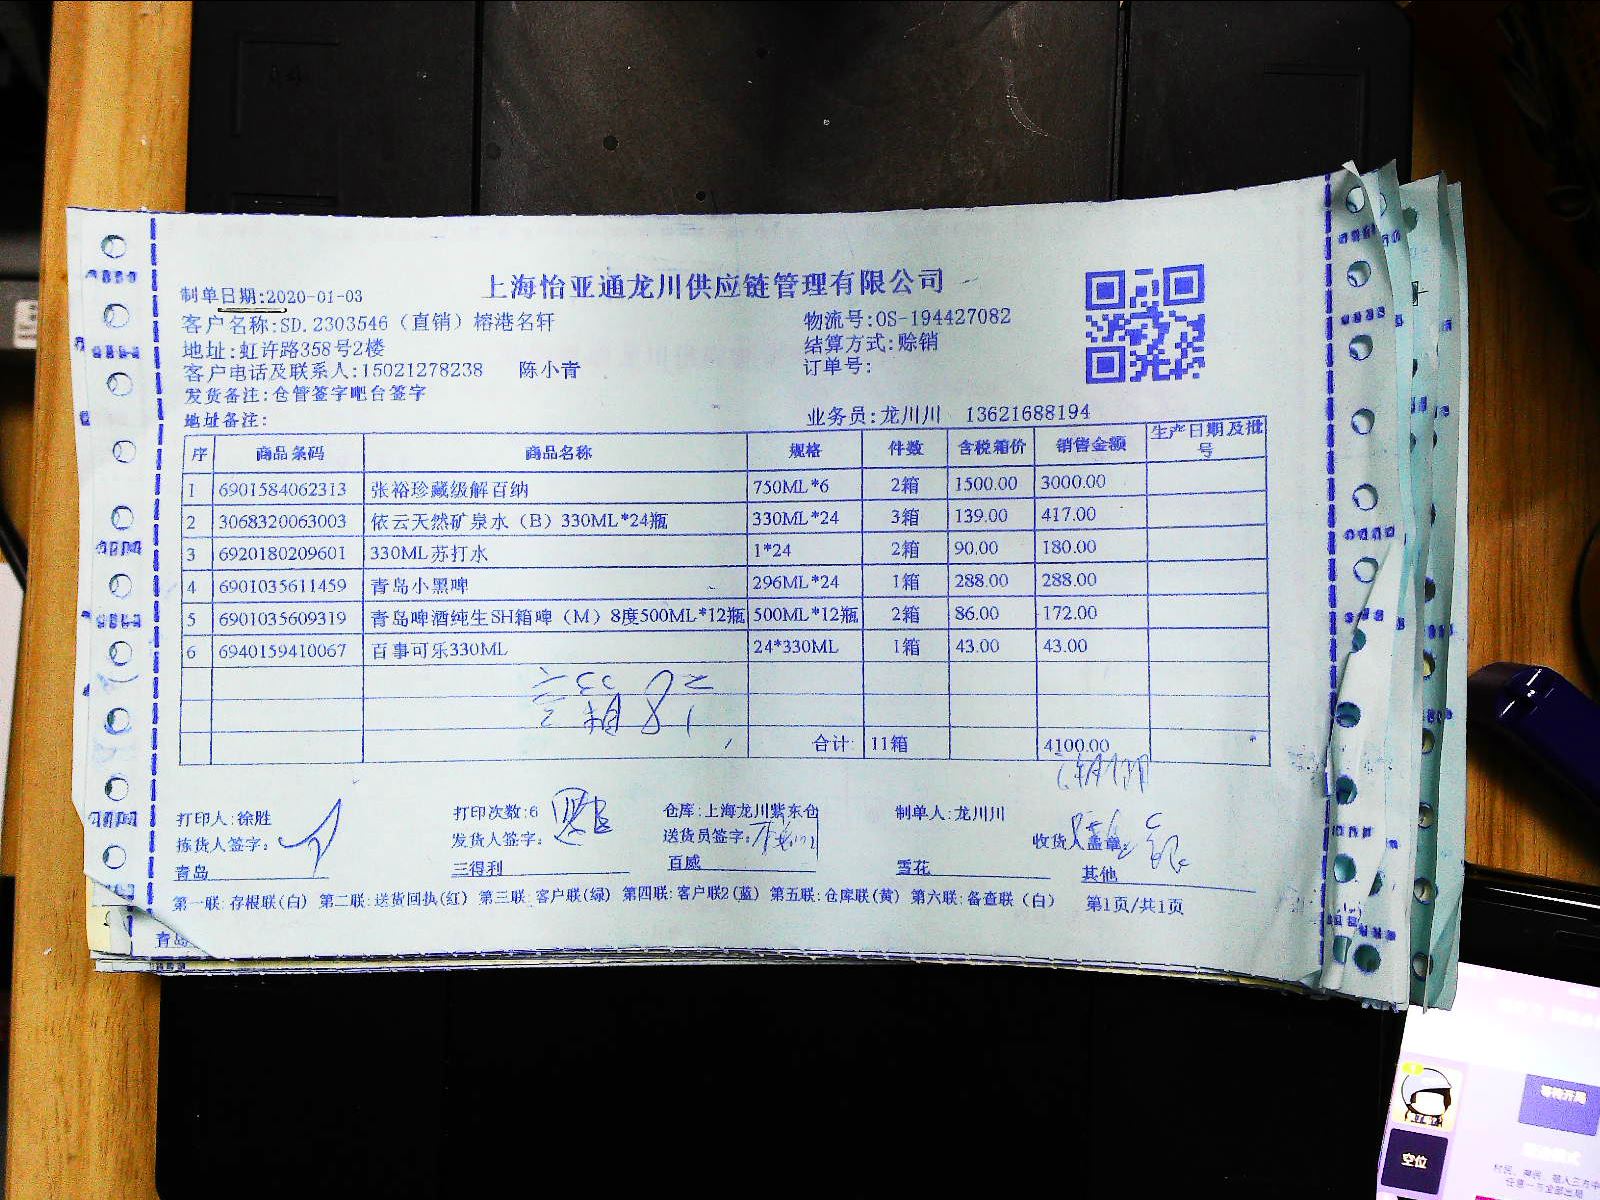 上海怡亚通龙川供应链管理有限公司
制单日期:2020-01-03
客户名称:SD.2303546（直销）榕港名轩 物流号:OS-194427082
地址:虹许路358号2楼 结算方式:赊销
客户电话及联系人:15021278238 陈小青 订单号:
发货备注:仓管签字吧台签字
地址备注: 业务员:龙川川 13621688194
序 商品条码 商品名称 规格 件数 含税箱价 销售金额 生产日期及批号
1 6901584062313 张裕珍藏级解百纳 750ML*6 2箱 1500.00 3000.00
2 3068320063003 依云天然矿泉水（B）330ML*24瓶 330ML*24 3箱 139.00 417.00
3 6920180209601 330ML苏打水 1*24 2箱 90.00 180.00
4 6901035611459 青岛小黑啤 296ML*24 1箱 288.00 288.00
5 6901035609319 青岛啤酒纯生SH箱啤（M）8度500ML*12瓶 500ML*12瓶 2箱 86.00 172.00
6 6940159410067 百事可乐330ML 24*330ML 1箱 43.00 43.00
合计: 11箱 4100.00
打印人:徐胜 打印次数:6 仓库:上海龙川紫东仓 制单人:龙川川
拣货人签字: 发货人签字: 送货员签字: 收货人盖章:
青岛 三得利 百威 雪花 其他
第一联:存根联(白) 第二联:送货回执(红) 第三联:客户联(绿) 第四联:客户联2(蓝) 第五联:仓库联(黄) 第六联:备查联（白） 第1页/共1页
青岛
空位